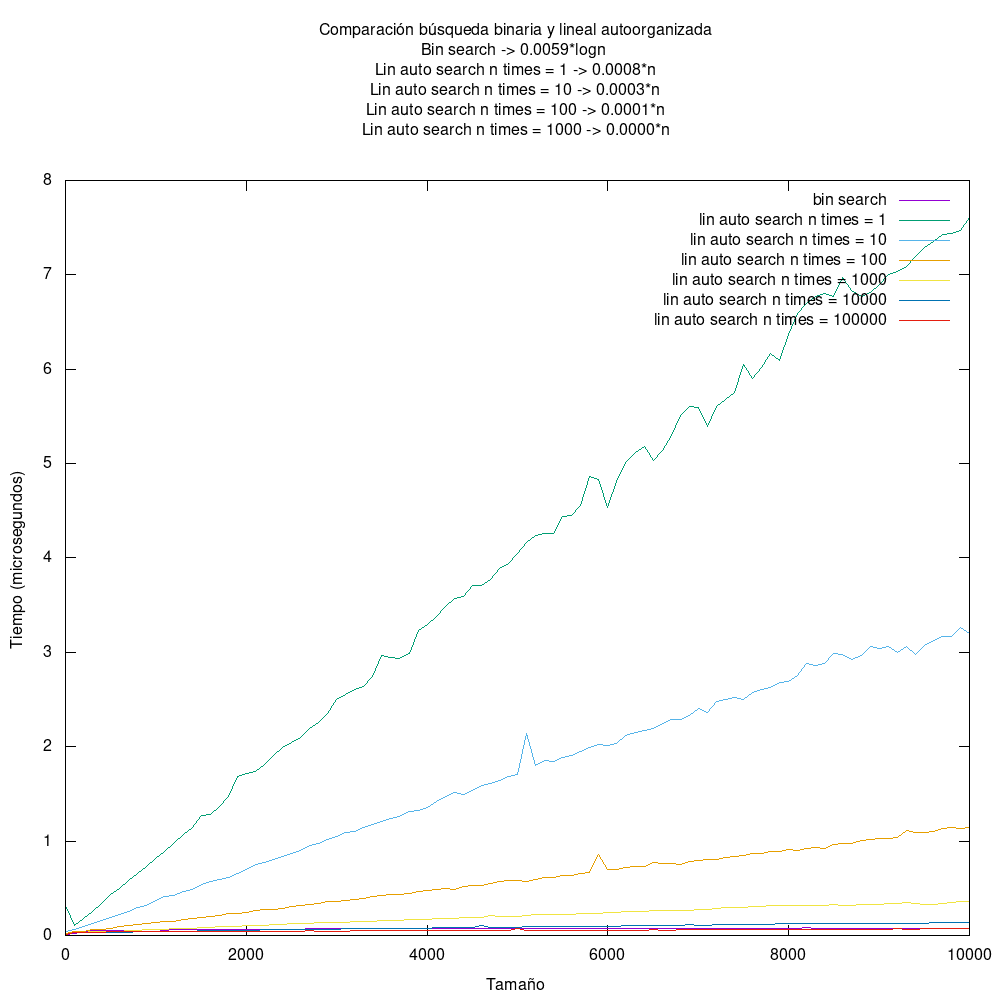 Comparación búsqueda binaria y lineal autoorganizada
Bin search -> 0.0059*logn
Lin auto search n times = 1 -> 0.0008*n
Lin auto search n times = 10 -> 0.0003*n
Lin auto search n times = 100 -> 0.0001*n
Lin auto search n times = 1000 -> 0.0000*n
bin search
lin auto search n times = 1
lin auto search n times = 10
lin auto search n times = 100
lin auto search n times = 1000
lin auto search n times = 10000
lin auto search n times = 100000
8
7
6
5
4
3
2
1
0
Tiempo (microsegundos)
0
2000
4000
6000
8000
10000
Tamaño